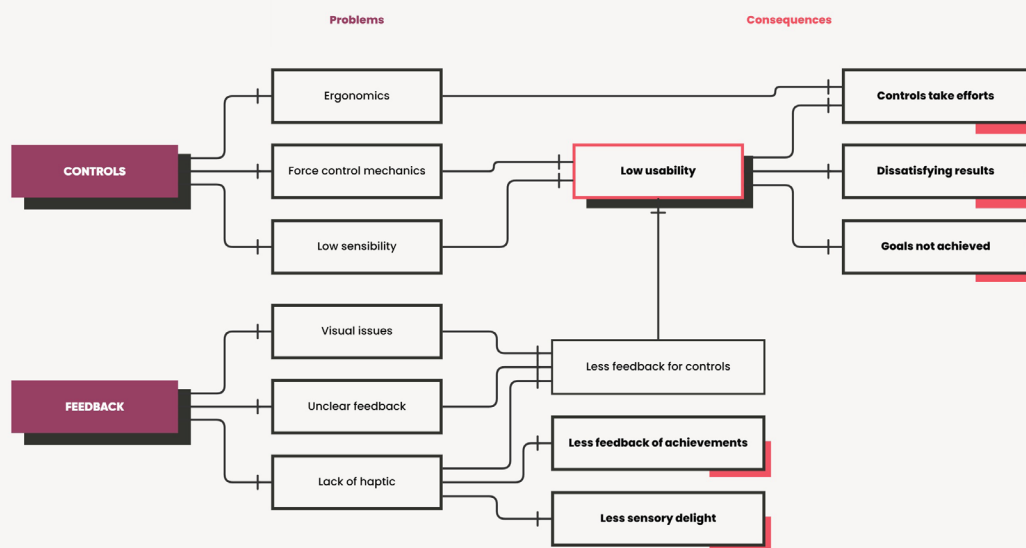 Problems
Consequences
Ergonomics
Controls take efforts
CONTROLS
Force control mechanics
Low usability
Dissatisfying results
Low sensibility
Goals not achieved
Visual issues
Less feedback for controls
FEEDBACK
Unclear feedback
Less feedback of achievements
Lack of haptic
Less sensory delight